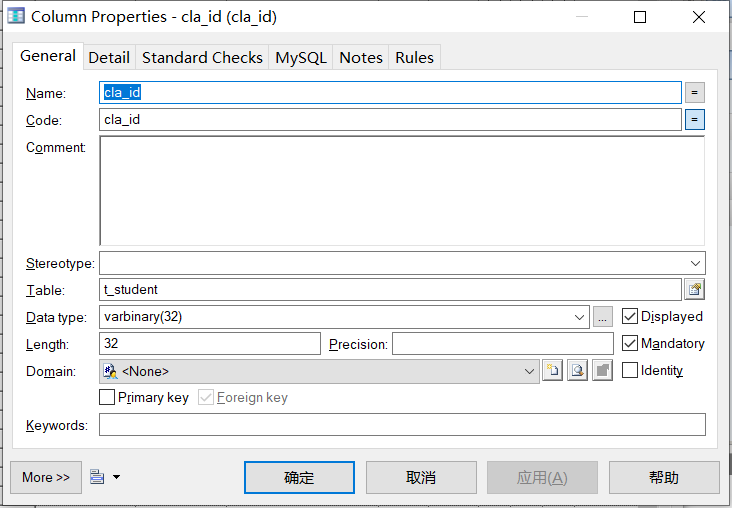 Column Properties - cla_id (cla_id)
General Detail Standard Checks MySQL Notes Rules
Name: cla_id =
Code: cla_id =
Comment:
Stereotype:
Table: t_student
Data type: varbinary(32) ... Displayed
Length: 32 Precision: Mandatory
Domain: <None> Identity
Primary key Foreign key
Keywords:
More >> 确定 取消 应用(A) 帮助